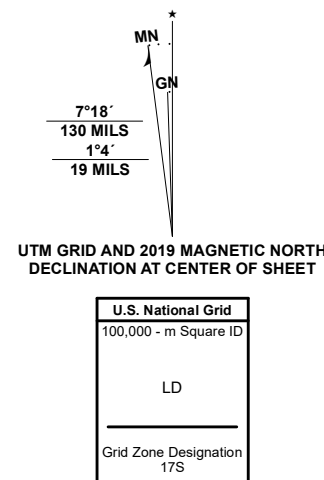 ★
MN
GN
7°18´
130 MILS
1°4´
19 MILS
UTM GRID AND 2019 MAGNETIC NORTH
DECLINATION AT CENTER OF SHEET
U.S. National Grid
100,000 - m Square ID
LD
Grid Zone Designation
17S